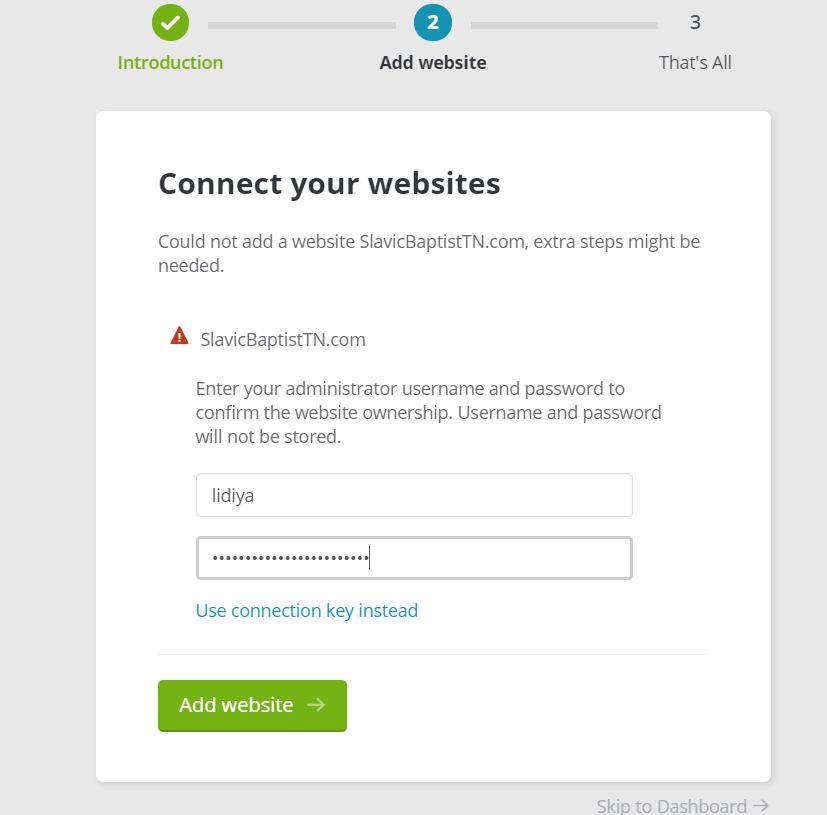 2
3
Introduction
Add website
That's All
Connect your websites
Could not add a website SlavicBaptistTN.com, extra steps might be
needed.
SlavicBaptistTN.com
Enter your administrator username and password to
confirm the website ownership. Username and password
will not be stored.
lidiya
••••••••••••••••••••••••
Use connection key instead
Add website →
Skip to Dashboard →